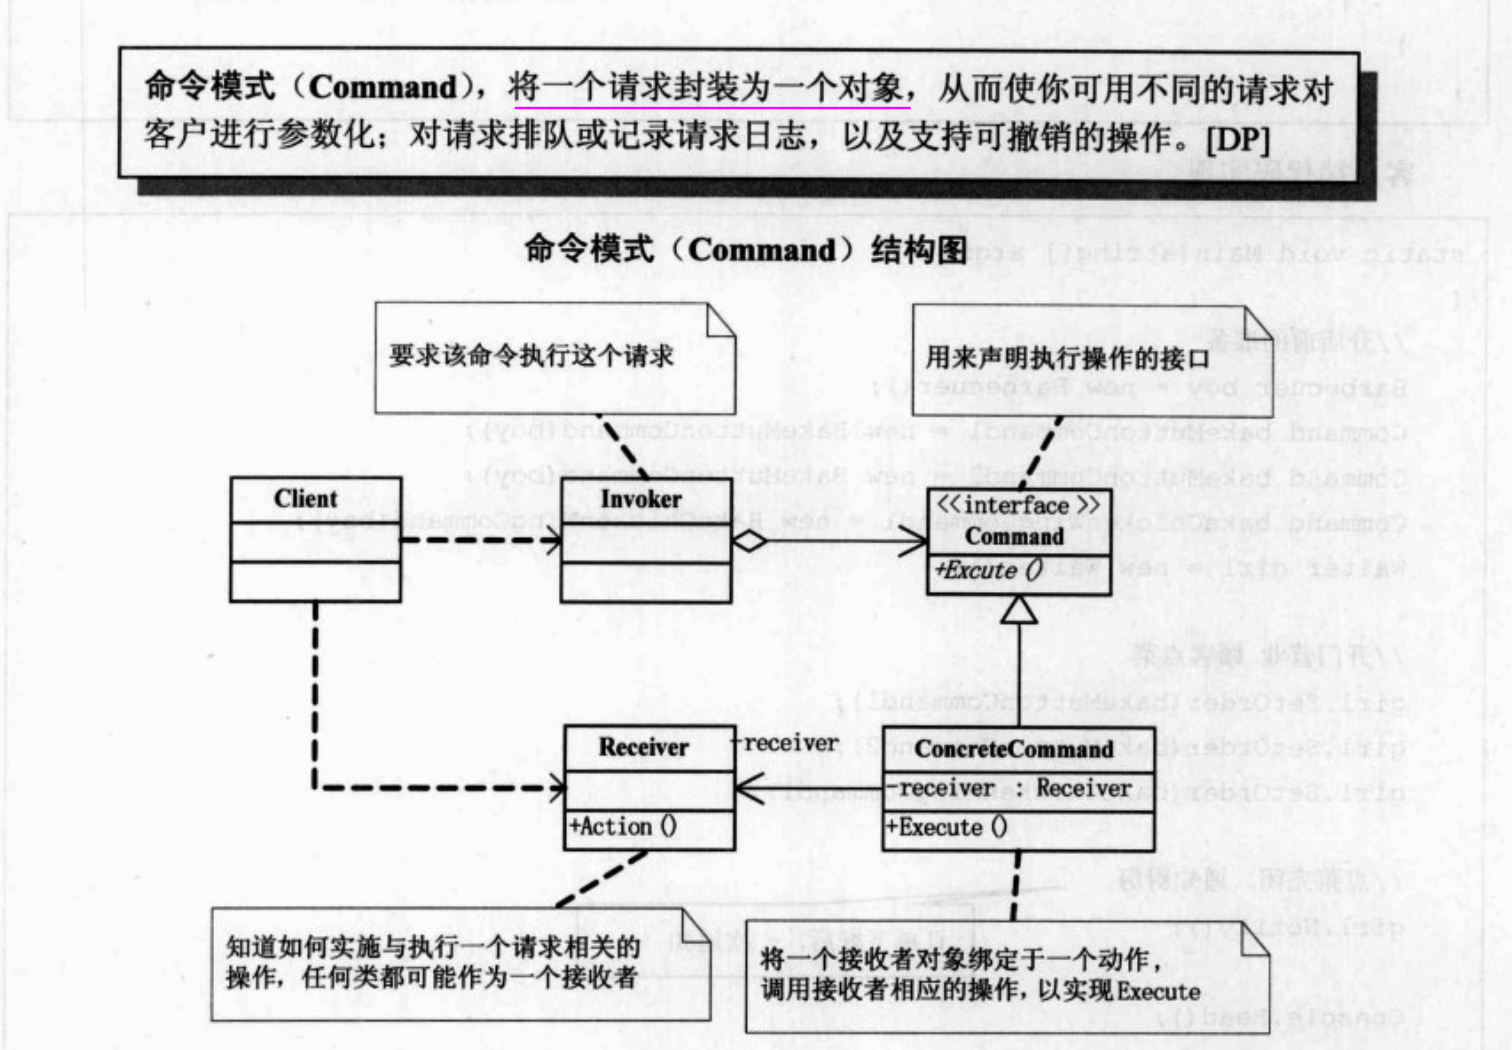 命令模式（Command），将一个请求封装为一个对象，从而使你可用不同的请求对
客户进行参数化；对请求排队或记录请求日志，以及支持可撤销的操作。[DP]
命令模式（Command）结构图
要求该命令执行这个请求
用来声明执行操作的接口
Client
Invoker
<<interface >>
Command
+Excute()
Receiver
-receiver
ConcreteCommand
-receiver : Receiver
+Action()
+Execute()
知道如何实施与执行一个请求相关的
操作，任何类都可能作为一个接收者
将一个接收者对象绑定于一个动作，
调用接收者相应的操作，以实现Execute